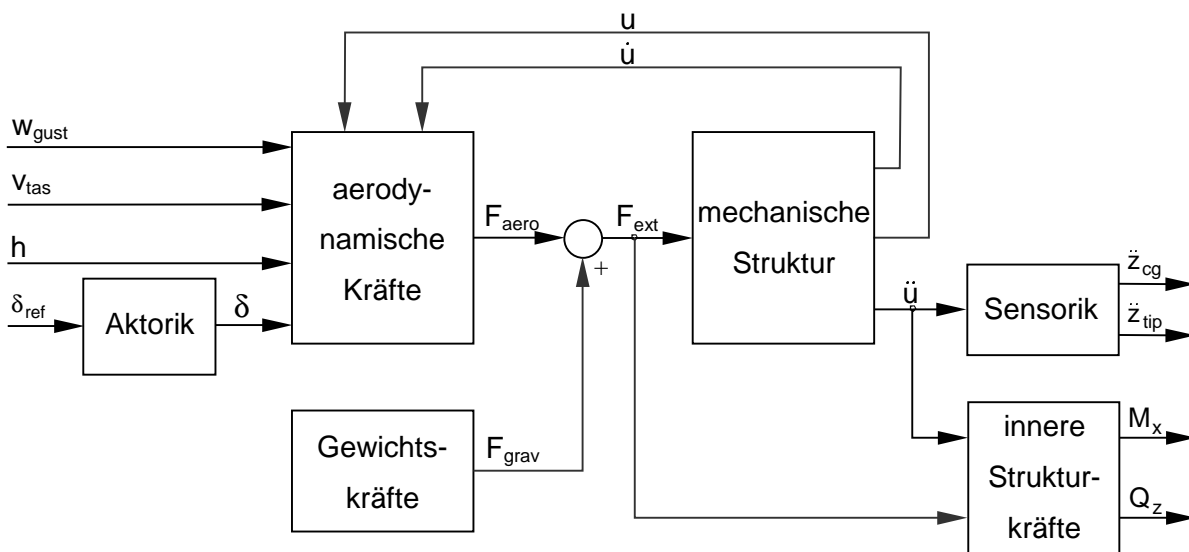 u
u̇
w_gust
v_tas
h
δ_ref
Aktorik
δ
aerody-
namische
Kräfte
F_aero
+
F_ext
mechanische
Struktur
ü
Sensorik
z̈_cg
z̈_tip
Gewichts-
kräfte
F_grav
innere
Struktur-
kräfte
M_x
Q_z